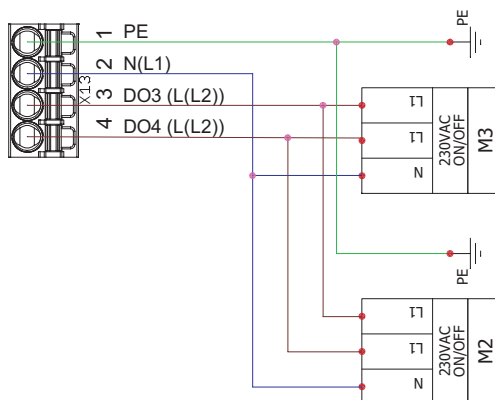 1 PE
2 N(L1)
3 DO3 (L(L2))
4 DO4 (L(L2))
X13
PE
L1
L1
N
230VAC
ON/OFF
M3
PE
L1
L1
N
230VAC
ON/OFF
M2